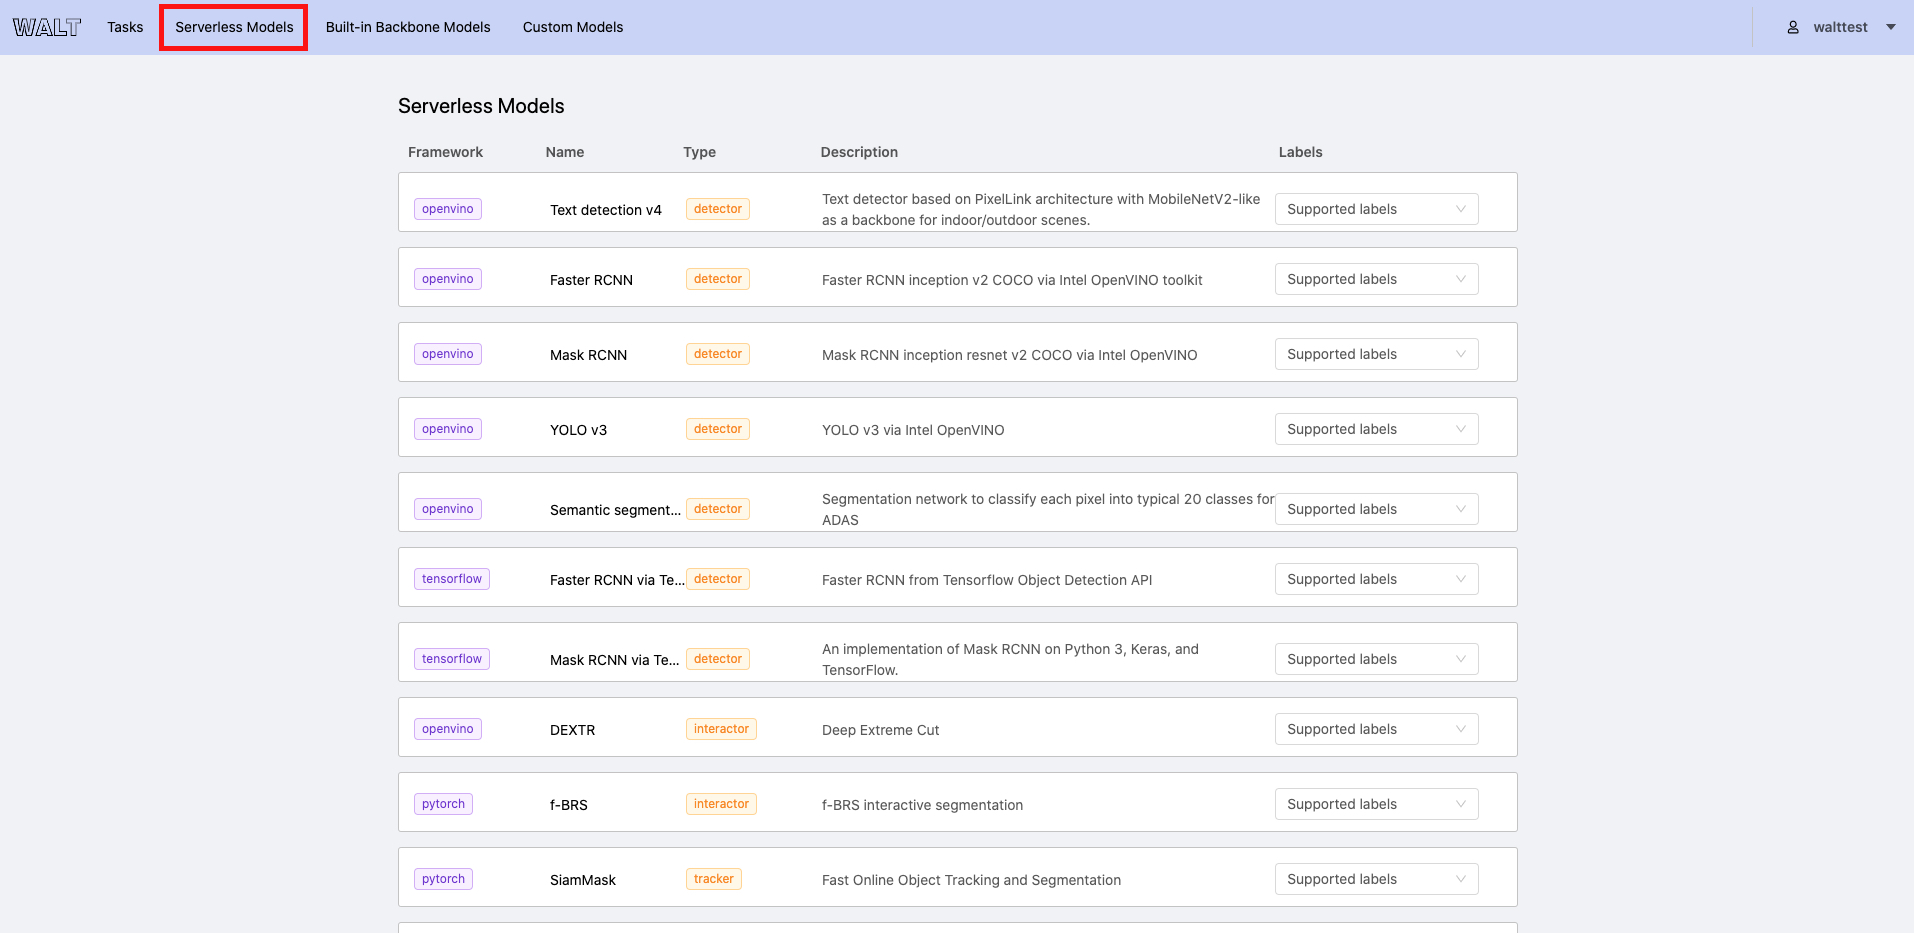 WALT Tasks Serverless Models Built-in Backbone Models Custom Models walttest
Serverless Models
Framework Name Type Description Labels
openvino Text detection v4 detector Text detector based on PixelLink architecture with MobileNetV2-like
as a backbone for indoor/outdoor scenes. Supported labels
openvino Faster RCNN detector Faster RCNN inception v2 COCO via Intel OpenVINO toolkit Supported labels
openvino Mask RCNN detector Mask RCNN inception resnet v2 COCO via Intel OpenVINO Supported labels
openvino YOLO v3 detector YOLO v3 via Intel OpenVINO Supported labels
openvino Semantic segment... detector Segmentation network to classify each pixel into typical 20 classes for
ADAS Supported labels
tensorflow Faster RCNN via Te... detector Faster RCNN from Tensorflow Object Detection API Supported labels
tensorflow Mask RCNN via Te... detector An implementation of Mask RCNN on Python 3, Keras, and
TensorFlow. Supported labels
openvino DEXTR interactor Deep Extreme Cut Supported labels
pytorch f-BRS interactor f-BRS interactive segmentation Supported labels
pytorch SiamMask tracker Fast Online Object Tracking and Segmentation Supported labels